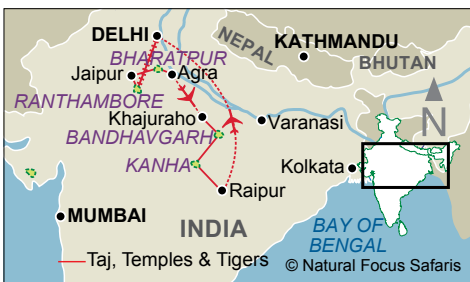 DELHI
NEPAL
KATHMANDU
BHARATPUR
BHUTAN
Jaipur
Agra
RANTHAMBORE
N
Khajuraho
Varanasi
BANDHAVGARH
KANHA
Kolkata
Raipur
MUMBAI
INDIA
BAY OF
BENGAL
Taj, Temples & Tigers
© Natural Focus Safaris